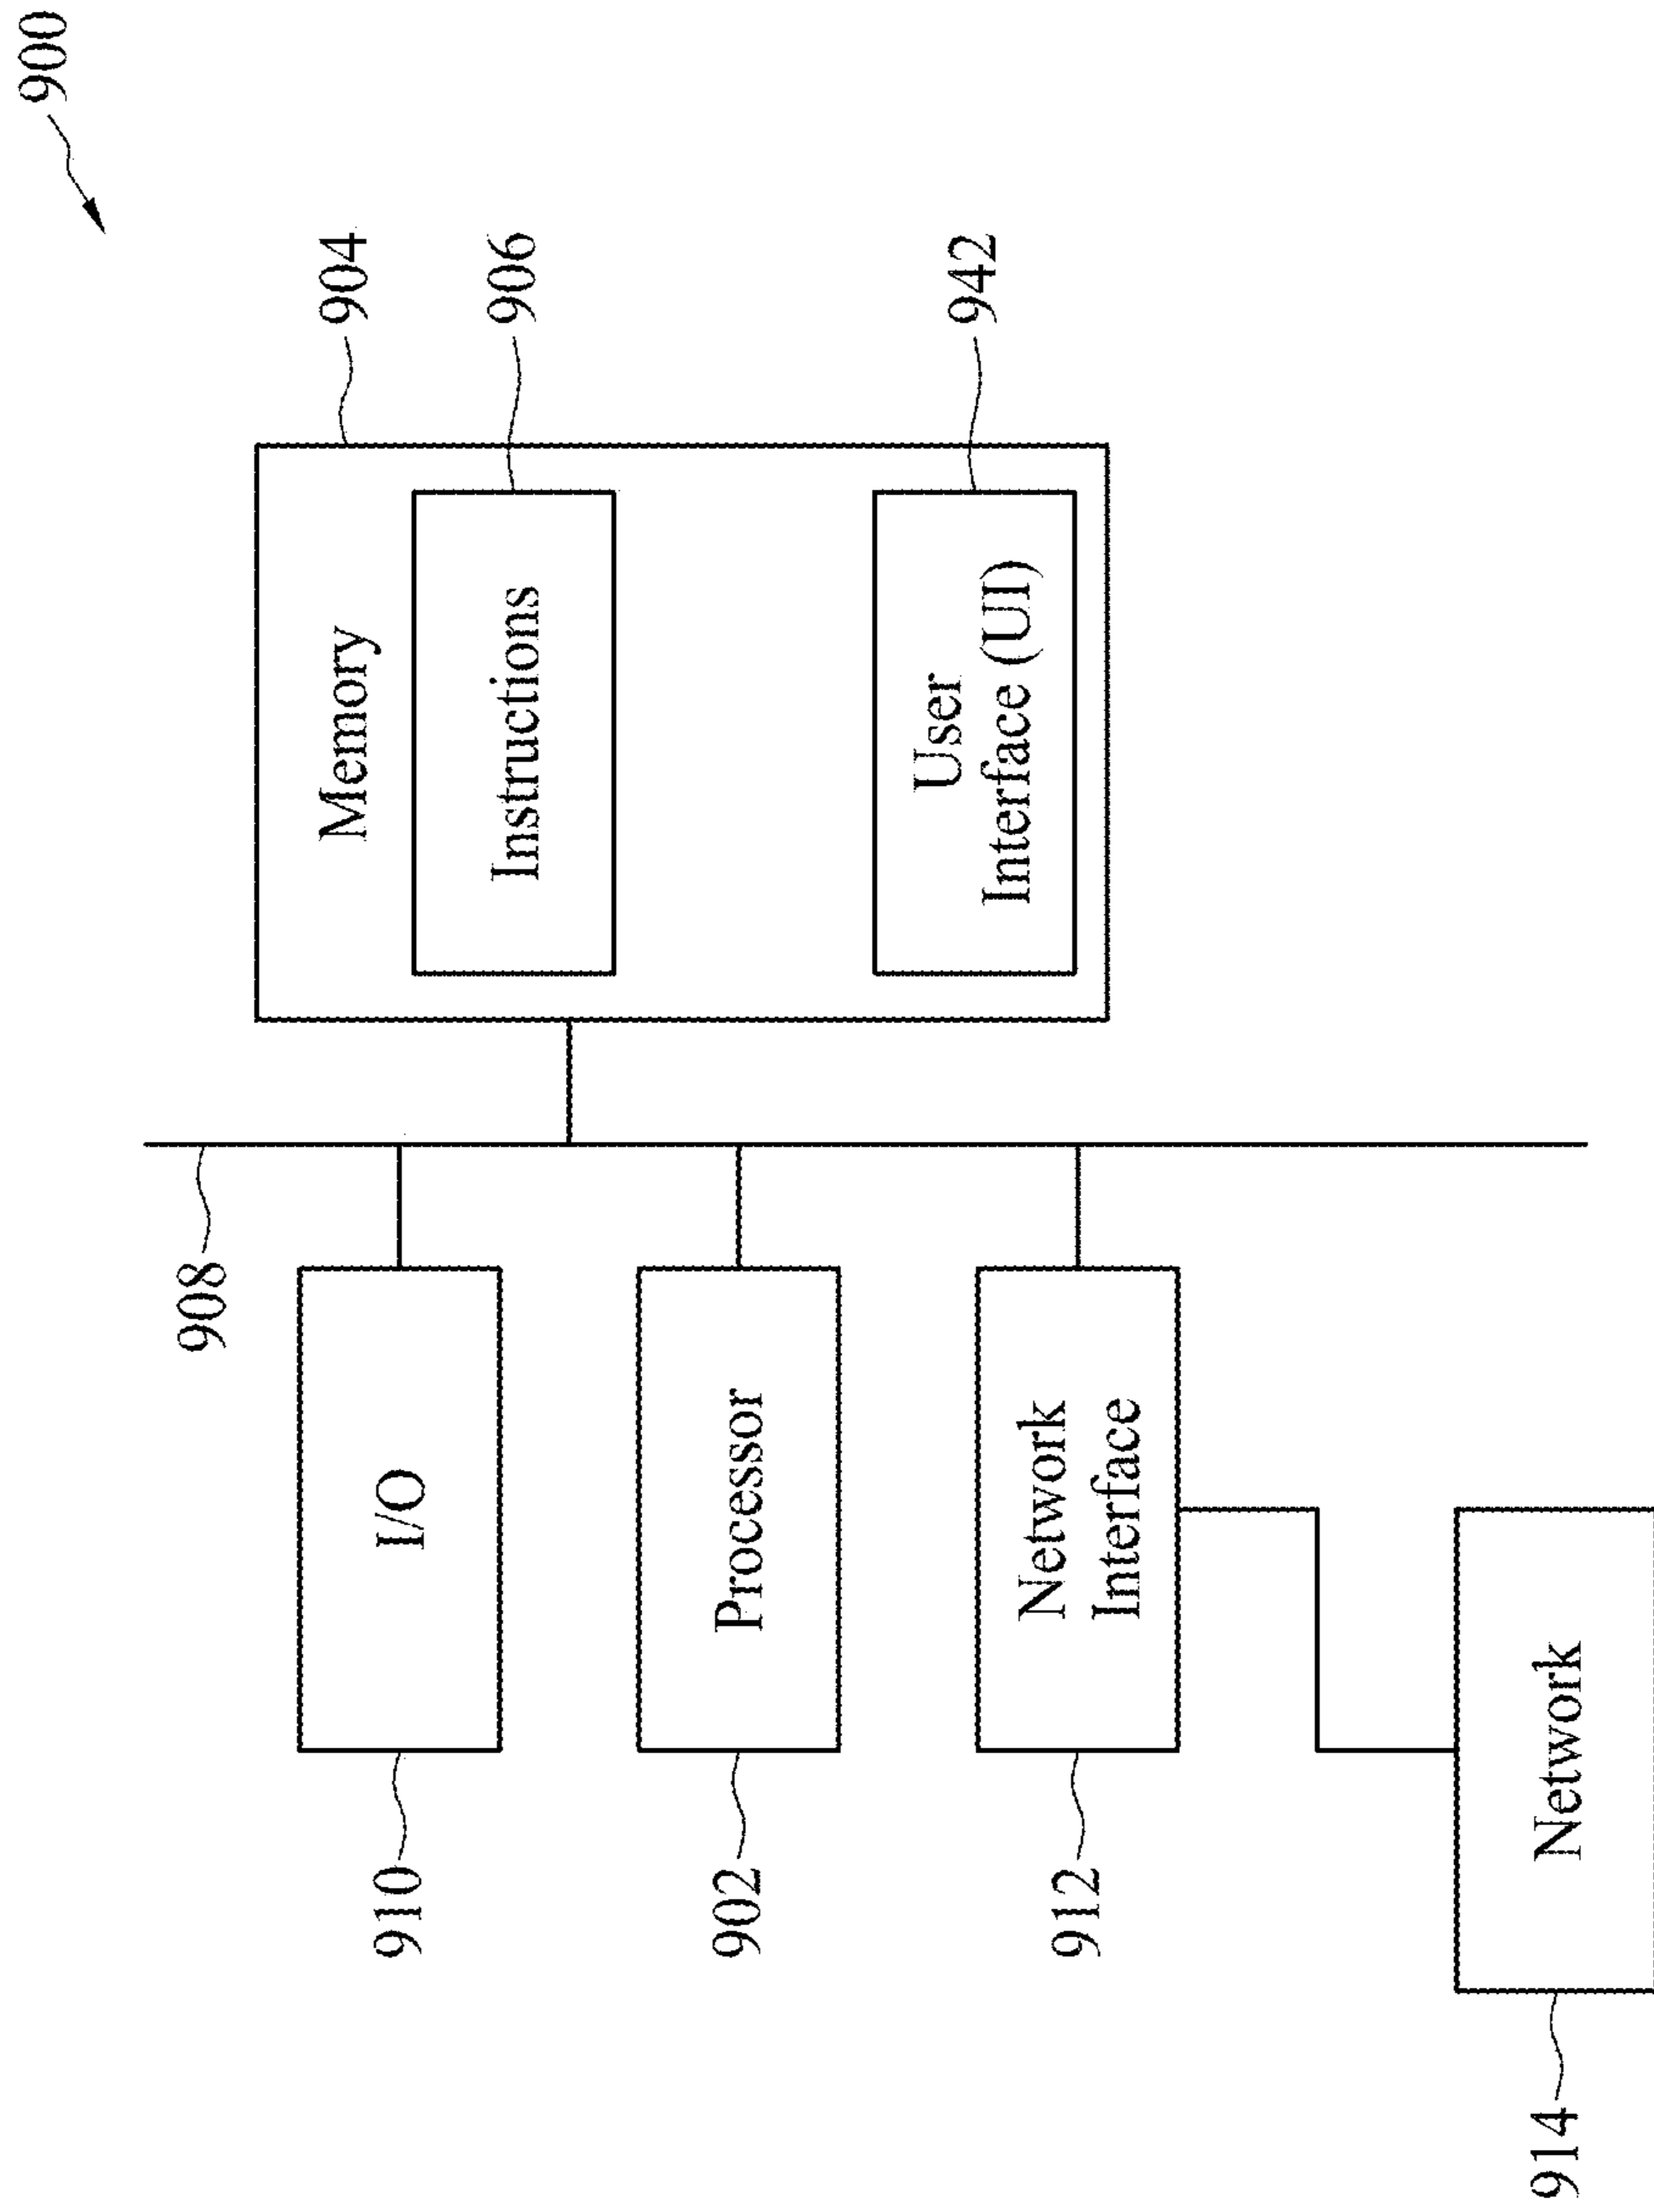 900
Memory
904
Instructions
906
User
Interface (UI)
942
908
910
I/O
902
Processor
912
Network
Interface
914
Network